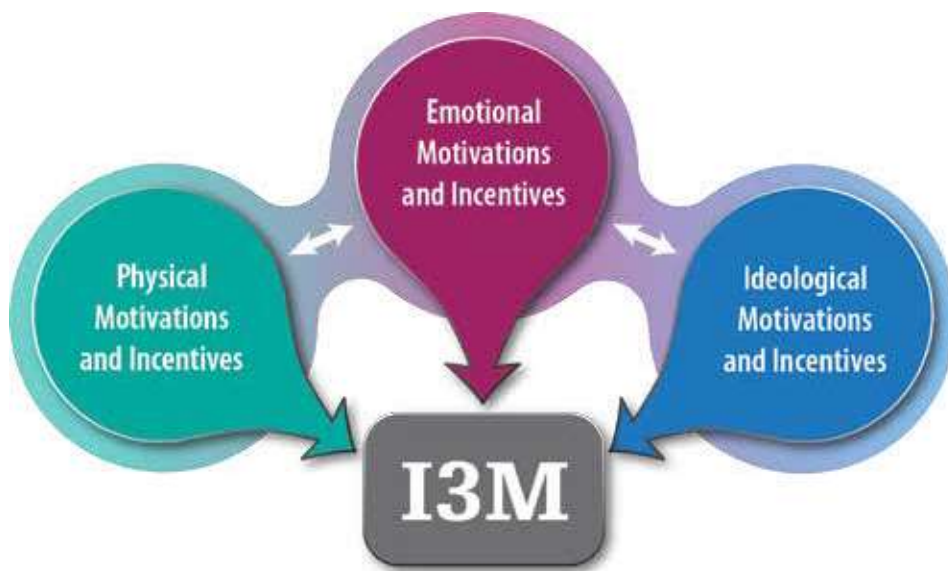 Emotional
Motivations
and Incentives
Physical
Motivations
and Incentives
Ideological
Motivations
and Incentives
I3M